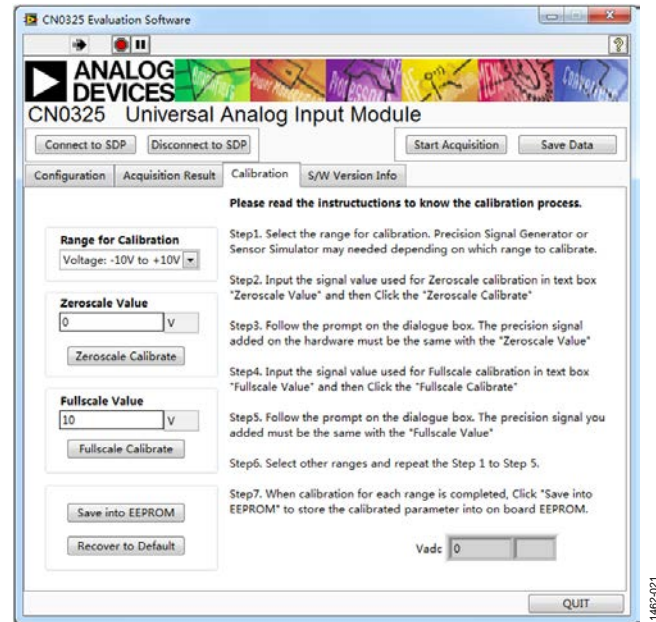 CN0325 Evaluation Software
ANALOG
DEVICES
CN0325 Universal Analog Input Module
Connect to SDP
Disconnect to SDP
Start Acquisition
Save Data
Configuration
Acquisition Result
Calibration
S/W Version Info
Please read the instructuctions to know the calibration process.
Range for Calibration
Voltage: -10V to +10V
Zeroscale Value
0 V
Zeroscale Calibrate
Fullscale Value
10 V
Fullscale Calibrate
Save into EEPROM
Recover to Default
Step1. Select the range for calibration. Precision Signal Generator or
Sensor Simulator may needed depending on which range to calibrate.
Step2. Input the signal value used for Zeroscale calibration in text box
"Zeroscale Value" and then Click the "Zeroscale Calibrate"
Step3. Follow the prompt on the dialogue box. The precision signal
added on the hardware must be the same with the "Zeroscale Value"
Step4. Input the signal value used for Fullscale calibration in text box
"Fullscale Value" and then Click the "Fullscale Calibrate"
Step5. Follow the prompt on the dialogue box. The precision signal you
added must be the same with the "Fullscale Value"
Step6. Select other ranges and repeat the Step 1 to Step 5.
Step7. When calibration for each range is completed, Click "Save into
EEPROM" to store the calibrated parameter into on board EEPROM.
Vadc 0
QUIT
1462-021